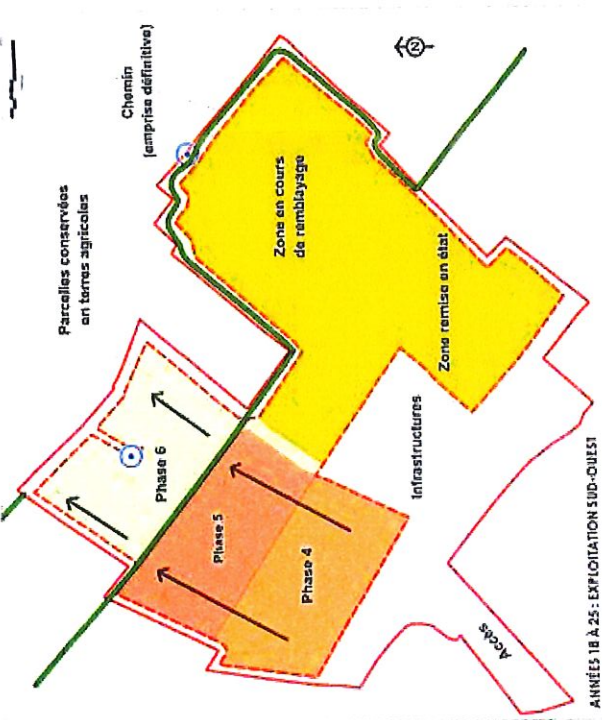 Parcelles conservées
en terres agricoles
Chemin
(emprise définitive)
N
Phase 6
Phase 5
Phase 4
Zone en cours
de remblayage
Zone remise en état
Infrastructures
Accès
ANNÉES 18 À 25 : EXPLOITATION SUD-OUEST